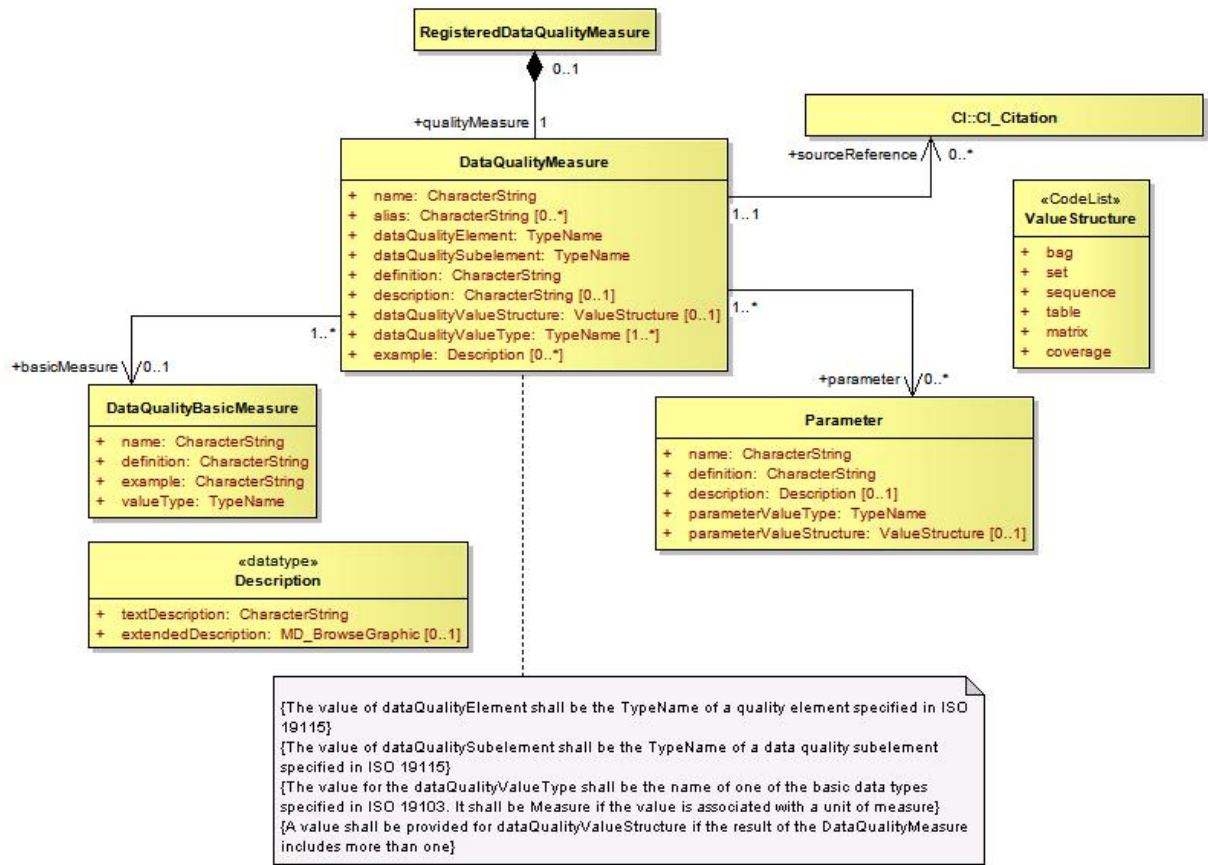 RegisteredDataQualityMeasure
0..1
+qualityMeasure 1
CI::CI_Citation
+sourceReference 0..*
DataQualityMeasure
+ name: CharacterString
+ alias: CharacterString [0..*]
+ dataQualityElement: TypeName
+ dataQualitySubelement: TypeName
+ definition: CharacterString
+ description: CharacterString [0..1]
+ dataQualityValueStructure: ValueStructure [0..1]
+ dataQualityValueType: TypeName [1..*]
+ example: Description [0..*]
1..1
1..*
1..*
«CodeList»
ValueStructure
+ bag
+ set
+ sequence
+ table
+ matrix
+ coverage
+basicMeasure 0..1
+parameter 0..*
DataQualityBasicMeasure
+ name: CharacterString
+ definition: CharacterString
+ example: CharacterString
+ valueType: TypeName
Parameter
+ name: CharacterString
+ definition: CharacterString
+ description: Description [0..1]
+ parameterValueType: TypeName
+ parameterValueStructure: ValueStructure [0..1]
«datatype»
Description
+ textDescription: CharacterString
+ extendedDescription: MD_BrowseGraphic [0..1]
{The value of dataQualityElement shall be the TypeName of a quality element specified in ISO
19115}
{The value of dataQualitySubelement shall be the TypeName of a data quality subelement
specified in ISO 19115}
{The value for the dataQualityValueType shall be the name of one of the basic data types
specified in ISO 19103. It shall be Measure if the value is associated with a unit of measure}
{A value shall be provided for dataQualityValueStructure if the result of the DataQualityMeasure
includes more than one}